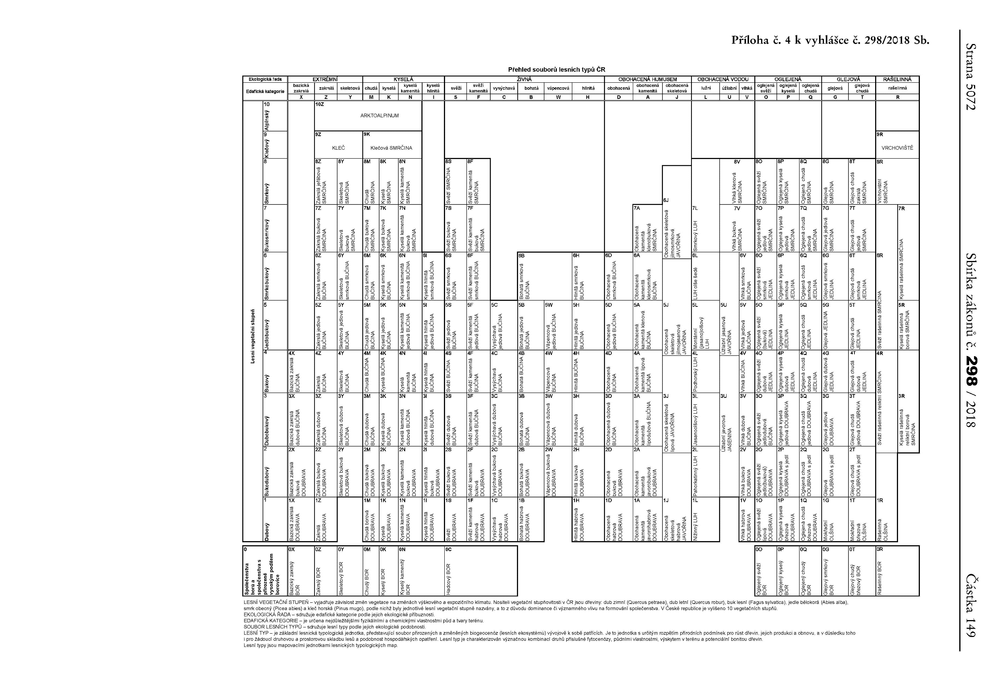 Příloha č. 4 k vyhlášce č. 298/2018 Sb.
Strana 5072
Sbírka zákonů č. 298 / 2018
Částka 149
Přehled souborů lesních typů ČR
Ekologická řada EXTRÉMNÍ KYSELÁ ŽIVNÁ OBOHACENÁ HUMUSEM OBOHACENÁ VODOU OGLEJENÁ GLEJOVÁ RAŠELINNÁ
Edafická kategorie bazická zakrslá zakrslá skeletová chudá kyselá kyselá kamenitá kyselá hlinitá svěží svěží kamenitá vysýchavá bohatá vápencová hlinitá obohacená obohacená kamenitá obohacená skeletová lužní úžlabní vlhká oglejená svěží oglejená kyselá oglejená chudá glejová glejová chudá rašelinná
X Z Y M K N I S F C B W H D A J L U V O P Q G T R
Lesní vegetační stupeň
10 Alpínský
10Z ARKTOALPINUM
9 Klečový
9Z KLEČ
9K Klečová SMRČINA
9R VRCHOVIŠTĚ
8 Smrkový
8Z Zakrslá jeřábová SMRČINA
8Y Skeletová SMRČINA
8M Chudá SMRČINA
8K Kyselá SMRČINA
8N Kyselá kamenitá SMRČINA
8S Svěží SMRČINA
8F Svěží kamenitá SMRČINA
8V Vlhká klenová SMRČINA
8O Oglejená svěží SMRČINA
8P Oglejená kyselá SMRČINA
8Q Oglejená chudá SMRČINA
8G Glejová SMRČINA
8T Glejová chudá zakrslá SMRČINA
8R Vrchovištní SMRČINA
7 Bukosmrkový
7Z Zakrslá buková SMRČINA
7Y Skeletová buková SMRČINA
7M Chudá buková SMRČINA
7K Kyselá buková SMRČINA
7N Kyselá kamenitá buková SMRČINA
7S Svěží buková SMRČINA
7F Svěží kamenitá buková SMRČINA
7A Obohacená kamenitá klenobuková SMRČINA
6J Obohacená skeletová jilmosmrková JAVOŘINA
7L Smrkový LUH
7V Vlhká buková SMRČINA
7O Oglejená svěží jedlová SMRČINA
7P Oglejená kyselá jedlová SMRČINA
7Q Oglejená chudá jedlová SMRČINA
7G Glejová jedlová SMRČINA
7T Glejová chudá jedlová SMRČINA
7R Kyselá rašelinná SMRČINA
6 Smrkobukový
6Z Zakrslá smrková BUČINA
6Y Skeletová smrková BUČINA
6M Chudá smrková BUČINA
6K Kyselá smrková BUČINA
6N Kyselá kamenitá smrková BUČINA
6I Kyselá hlinitá smrková BUČINA
6S Svěží smrková BUČINA
6F Svěží kamenitá smrková BUČINA
6B Bohatá smrková BUČINA
6H Hlinitá smrková BUČINA
6D Obohacená smrková BUČINA
6A Obohacená kamenitá klenosmrková BUČINA
6L LUH olše šedé
6V Vlhká smrková BUČINA
6O Oglejená svěží smrková JEDLINA
6P Oglejená kyselá smrková JEDLINA
6Q Oglejená chudá smrková JEDLINA
6G Glejová smrková JEDLINA
6T Glejová chudá smrková JEDLINA
6R Svěží rašelinná SMRČINA
5 Jedlobukový
5Z Zakrslá jedlová BUČINA
5Y Skeletová jedlová BUČINA
5M Chudá jedlová BUČINA
5K Kyselá jedlová BUČINA
5N Kyselá kamenitá jedlová BUČINA
5I Kyselá hlinitá jedlová BUČINA
5S Svěží jedlová BUČINA
5F Svěží kamenitá jedlová BUČINA
5C Vysýchavá jedlová BUČINA
5B Bohatá jedlová BUČINA
5W Vápencová jedlová BUČINA
5H Hlinitá jedlová BUČINA
5D Obohacená jedlová BUČINA
5A Obohacená kamenitá klenová BUČINA
5J Obohacená skeletová jilmojasanová JAVOŘINA
5L Montánní (jasano)olšový LUH
5U Úžlabní jasanová JAVOŘINA
5V Vlhká jedlová BUČINA
5O Oglejená svěží (buková) JEDLINA
5P Oglejená kyselá JEDLINA
5Q Oglejená chudá JEDLINA
5G Glejová JEDLINA
5T Glejová chudá JEDLINA
5R Kyselá rašelinná borová SMRČINA
4 Bukový
4X Bazická zakrslá BUČINA
4Z Zakrslá BUČINA
4Y Skeletová BUČINA
4M Chudá BUČINA
4K Kyselá BUČINA
4N Kyselá kamenitá BUČINA
4I Kyselá hlinitá BUČINA
4S Svěží BUČINA
4F Svěží kamenitá BUČINA
4C Vysýchavá BUČINA
4B Bohatá BUČINA
4W Vápencová BUČINA
4H Hlinitá BUČINA
4D Obohacená BUČINA
4A Obohacená kamenitá lipová BUČINA
4L Podhorský LUH
4V Vlhká BUČINA
4O Oglejená svěží dubová JEDLINA
4P Oglejená kyselá dubová JEDLINA
4Q Oglejená chudá dubová JEDLINA
4G Glejová dubová JEDLINA
4T Glejová chudá dubová JEDLINA
4R Svěží rašelinná reliktní SMRČINA
3 Dubobukový
3X Bazická zakrslá dubová BUČINA
3Z Zakrslá dubová BUČINA
3Y Skeletová dubová BUČINA
3M Chudá dubová BUČINA
3K Kyselá dubová BUČINA
3N Kyselá kamenitá dubová BUČINA
3I Kyselá hlinitá dubová BUČINA
3S Svěží dubová BUČINA
3F Svěží kamenitá dubová BUČINA
3C Vysýchavá dubová BUČINA
3B Bohatá dubová BUČINA
3W Vápencová dubová BUČINA
3H Hlinitá dubová BUČINA
3D Obohacená dubová BUČINA
3A Obohacená kamenitá lipodubová BUČINA
3J Obohacená skeletová lipová JAVOŘINA
3L Jasanoolšový LUH
3U Úžlabní javorová JASENINA
3V Vlhká dubová BUČINA
3O Oglejená svěží jedlodubová BUČINA
3P Oglejená kyselá jedlová DOUBRAVA
3Q Oglejená chudá jedlová DOUBRAVA
3G Glejová jedlová DOUBRAVA
3T Glejová chudá jedlová DOUBRAVA
3R Kyselá rašelinná reliktní borová SMRČINA
2 Bukodubový
2X Bazická zakrslá buková DOUBRAVA
2Z Zakrslá buková DOUBRAVA
2Y Skeletová buková DOUBRAVA
2M Chudá buková DOUBRAVA
2K Kyselá buková DOUBRAVA
2N Kyselá kamenitá buková DOUBRAVA
2I Kyselá hlinitá buková DOUBRAVA
2S Svěží buková DOUBRAVA
2F Svěží kamenitá buková DOUBRAVA
2C Vysýchavá buková DOUBRAVA
2B Bohatá buková DOUBRAVA
2W Vápencová buková DOUBRAVA
2H Hlinitá buková DOUBRAVA
2D Obohacená buková DOUBRAVA
2A Obohacená kamenitá javorobuková DOUBRAVA
2L Pahorkatinný LUH
2V Vlhká buková DOUBRAVA
2O Oglejená svěží jedlo(buková) DOUBRAVA
2P Oglejená kyselá DOUBRAVA s jedlí
2Q Oglejená chudá DOUBRAVA s jedlí
2G Glejová DOUBRAVA s jedlí
2T Glejová chudá DOUBRAVA s jedlí
1 Dubový
1X Bazická zakrslá DOUBRAVA
1Z Zakrslá DOUBRAVA
1M Chudá borová DOUBRAVA
1K Kyselá DOUBRAVA
1N Kyselá kamenitá DOUBRAVA
1I Kyselá hlinitá DOUBRAVA
1S Svěží DOUBRAVA
1F Svěží kamenitá habrová DOUBRAVA
1C Vysýchavá habrová DOUBRAVA
1B Bohatá habrová DOUBRAVA
1H Hlinitá habrová DOUBRAVA
1D Obohacená habrová DOUBRAVA
1A Obohacená kamenitá javorohabrová DOUBRAVA
1J Obohacená skeletová habrová JAVOŘINA
1L Nížinný LUH
1V Vlhká habrová DOUBRAVA
1O Oglejená svěží lipová DOUBRAVA
1P Oglejená kyselá březová DOUBRAVA
1Q Oglejená chudá březová DOUBRAVA
1G Mokřadní OLŠINA
1T Mokřadní březová OLŠINA
1R Rašelinná OLŠINA
0 Společenstva borů a společenstva s přirozeně vysokým podílem borovice
0X Bazický zakrslý BOR
0Z Zakrslý BOR
0Y Skeletový BOR
0M Chudý BOR
0K Kyselý BOR
0N Kyselý kamenitý BOR
0C Hadcový BOR
0O Oglejený svěží BOR
0P Oglejený kyselý BOR
0Q Oglejený chudý BOR
0G Glejový smrkový BOR
0T Glejový chudý březový BOR
0R Rašelinný BOR
LESNÍ VEGETAČNÍ STUPEŇ – vyjadřuje závislost změn vegetace na změnách výškového a expozičního klimatu. Nositeli vegetační stupňovitosti v ČR jsou dřeviny: dub zimní (Quercus petraea), dub letní (Quercus robur), buk lesní (Fagus sylvatica), jedle bělokorá (Abies alba),
smrk obecný (Picea abies) a kleč horská (Pinus mugo), podle nichž byly jednotlivé lesní vegetační stupně nazvány, a to z důvodu dominance či významného vlivu na formování společenstva. V České republice je vylišeno 10 vegetačních stupňů.
EKOLOGICKÁ ŘADA – sdružuje edafické kategorie podle jejich ekologické příbuznosti.
EDAFICKÁ KATEGORIE – je určena nejdůležitějšími fyzikálními a chemickými vlastnostmi půd a tvary terénu.
SOUBOR LESNÍCH TYPŮ – sdružuje lesní typy podle jejich ekologické podobnosti.
LESNÍ TYP – je základní lesnická typologická jednotka, představující soubor přirozených a změněných biogeocenóz (lesních ekosystémů) vývojově k sobě patřících. Je to jednotka s určitým rozpětím přírodních podmínek pro růst dřevin, jejich produkci a obnovu, a v důsledku toho
i pro žádoucí druhovou a prostorovou skladbu lesů a podobnost hospodářských opatření. Lesní typ je charakterizován význačnou kombinací druhů příslušné fytocenózy, půdními vlastnostmi, výskytem v terénu a potenciální bonitou dřevin.
Lesní typy jsou mapovacími jednotkami lesnických typologických map.